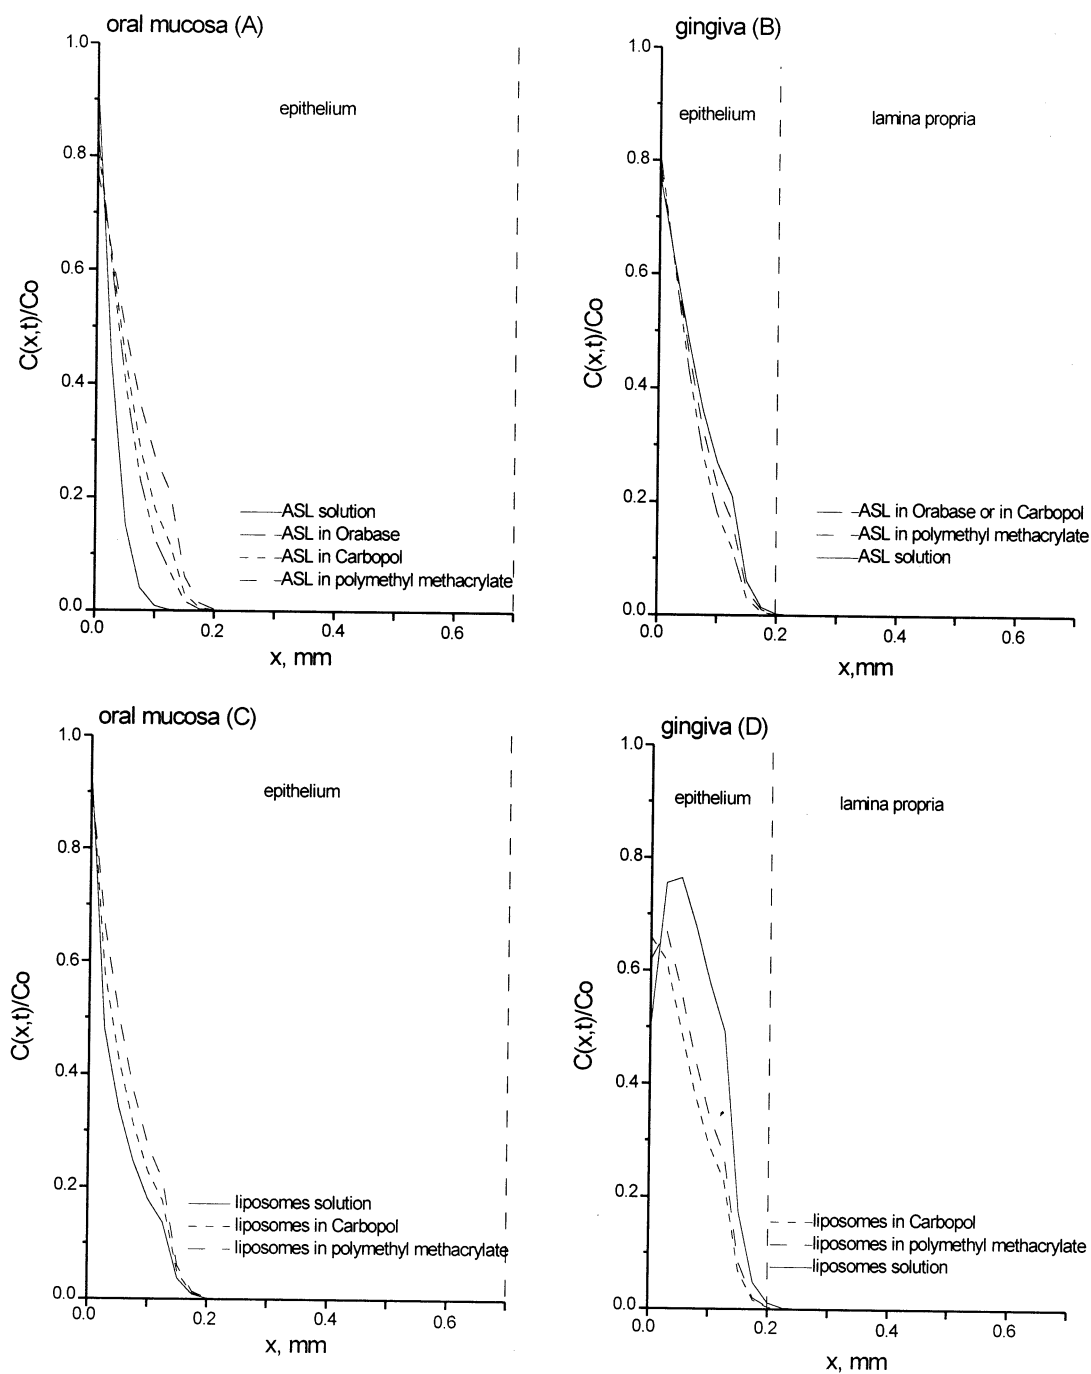 oral mucosa (A)
1.0
epithelium
0.8
0.6
C(x,t)/Co
0.4
0.2
ASL solution
ASL in Orabase
ASL in Carbopol
ASL in polymethyl methacrylate
0.0
0.0 0.2 0.4 0.6
x, mm
gingiva (B)
1.0
epithelium lamina propria
0.8
0.6
C(x,t)/Co
0.4
0.2
ASL in Orabase or in Carbopol
ASL in polymethyl methacrylate
ASL solution
0.0
0.0 0.2 0.4 0.6
x,mm
oral mucosa (C)
1.0
epithelium
0.8
0.6
C(x,t)/Co
0.4
0.2
liposomes solution
liposomes in Carbopol
liposomes in polymethyl methacrylate
0.0
0.0 0.2 0.4 0.6
x, mm
gingiva (D)
1.0
epithelium lamina propria
0.8
0.6
C(x,t)/Co
0.4
0.2
liposomes in Carbopol
liposomes in polymethyl methacrylate
liposomes solution
0.0
0.0 0.2 0.4 0.6
x, mm